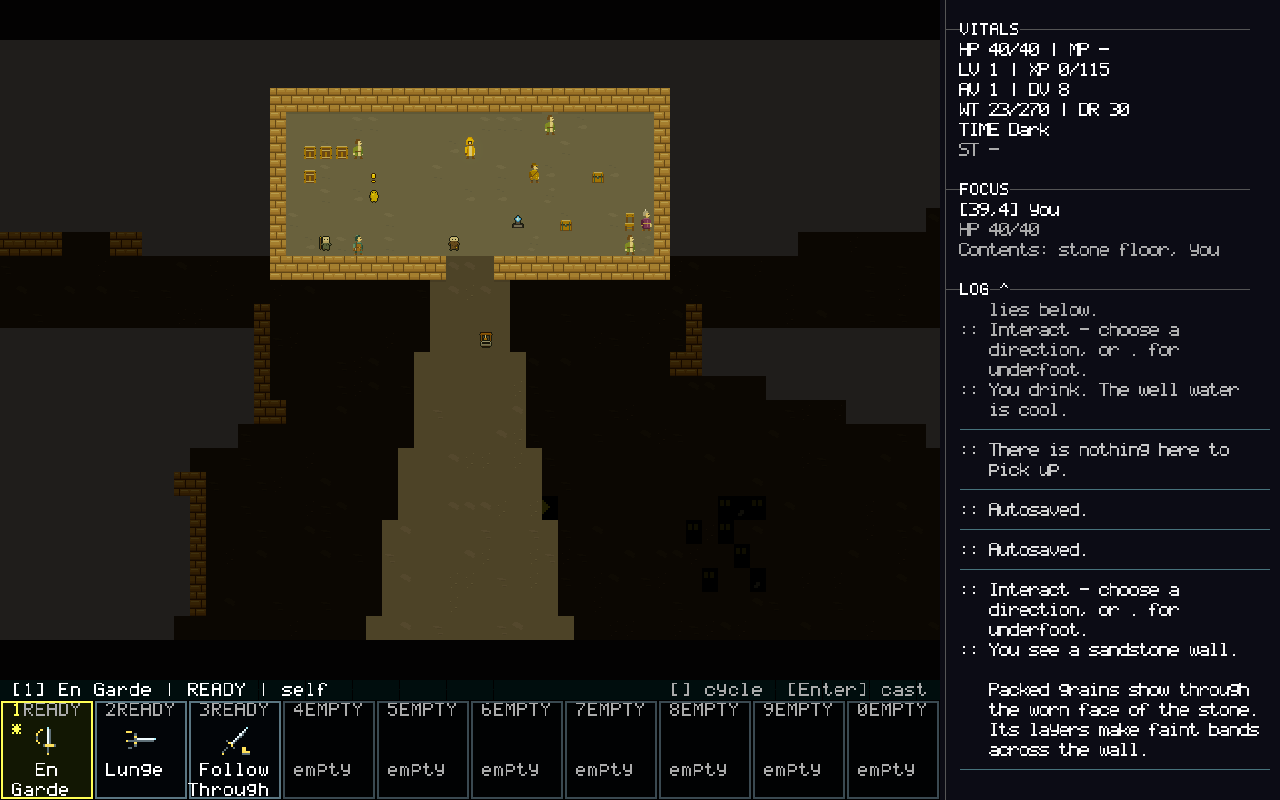 VITALS
HP 40/40 | MP -
LV 1 | XP 0/115
AV 1 | DV 8
WT 23/270 | DR 30
TIME Dark
ST -
FOCUS
[39,4] You
HP 40/40
Contents: stone floor, You
LOG ^
lies below.
:: Interact - choose a
direction, or . for
underfoot.
:: You drink. The well water
is cool.
:: There is nothing here to
Pick up.
:: Autosaved.
:: Autosaved.
:: Interact - choose a
direction, or . for
underfoot.
:: You see a sandstone wall.
Packed grains show through
the worn face of the stone.
Its layers make faint bands
across the wall.
[1] En Garde | READY | self
[] cycle [Enter] cast
1READY 2READY 3READY 4EMPTY 5EMPTY 6EMPTY 7EMPTY 8EMPTY 9EMPTY 0EMPTY
*
En Garde
Lunge
Follow Through
empty empty empty empty empty empty empty